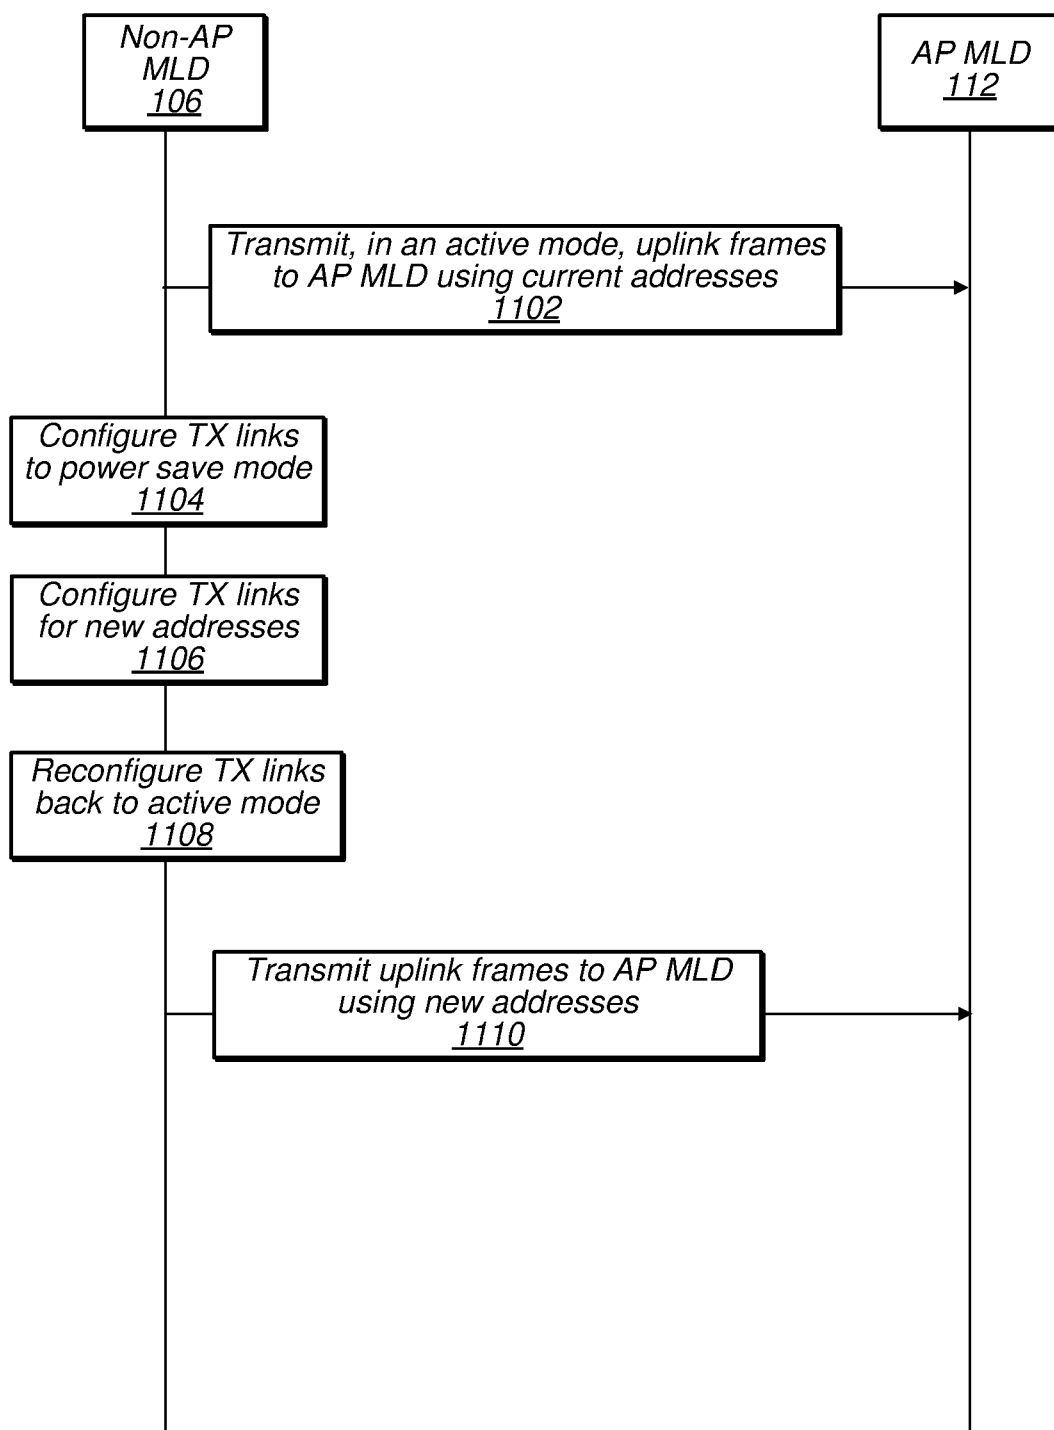 Non-AP
MLD
106
AP MLD
112
Transmit, in an active mode, uplink frames
to AP MLD using current addresses
1102
Configure TX links
to power save mode
1104
Configure TX links
for new addresses
1106
Reconfigure TX links
back to active mode
1108
Transmit uplink frames to AP MLD
using new addresses
1110